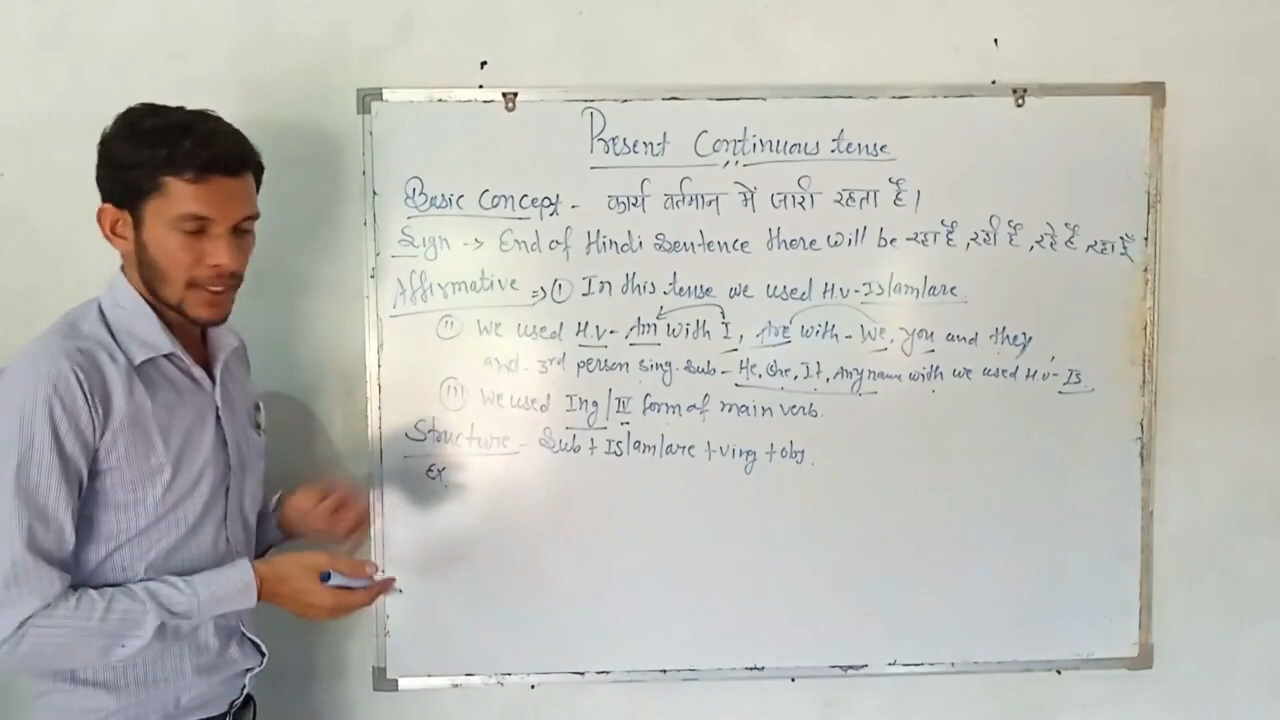 Present Continuous tense
Basic Concept - कार्य वर्तमान में जारी रहता है।
Sign -> End of Hindi Sentence there will be रहा है, रही है, रहे है, रहा हूँ
Affirmative => (I) In this tense we used H.v - Is/am/are.
(II) We used H.V - Am with I, Are with - We, you and they
and 3rd person sing. Sub - He, She, It, Any name with we used H.v - Is.
(III) We used Ing/IV form of main verb.
Structure - Sub + Is/am/are + ving + obj.
Ex.